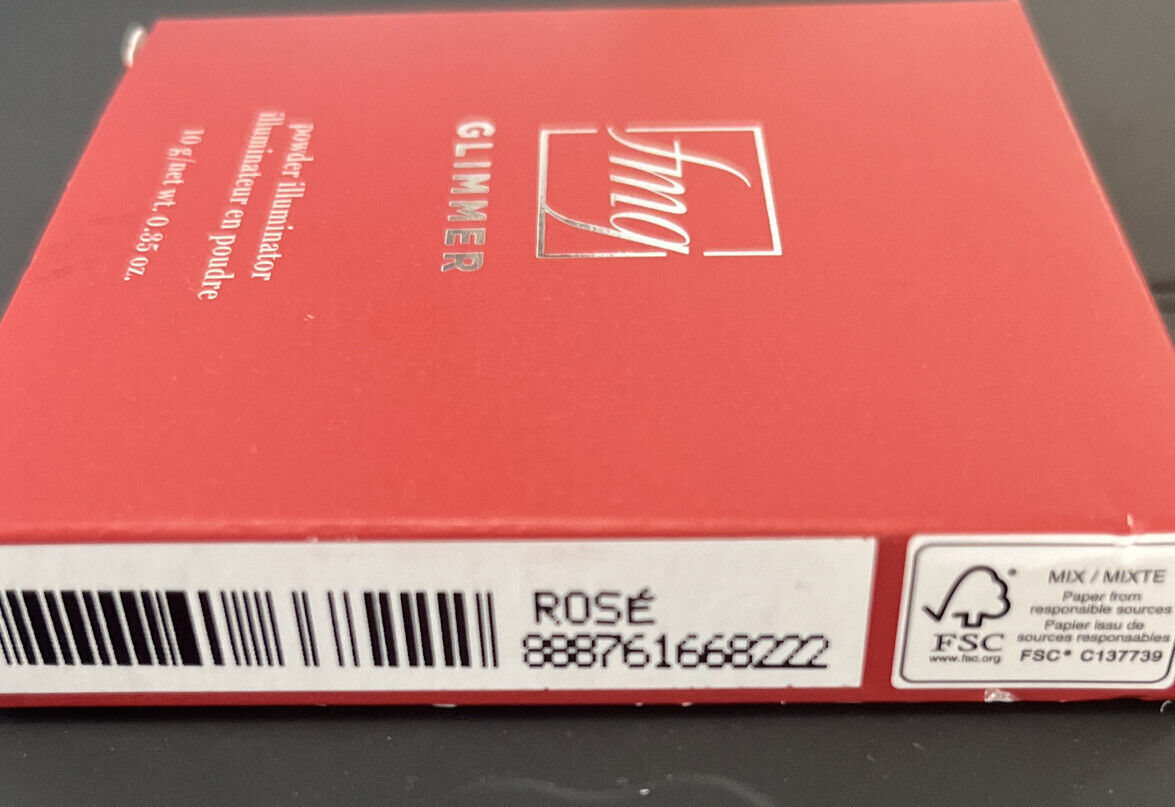 fmg
GLIMMER
powder illuminator
illuminateur en poudre
10 g/net wt. 0.35 oz.
ROSÉ
888761668222
FSC
www.fsc.org
MIX / MIXTE
Paper from
responsible sources
Papier issu de
sources responsables
FSC® C137739